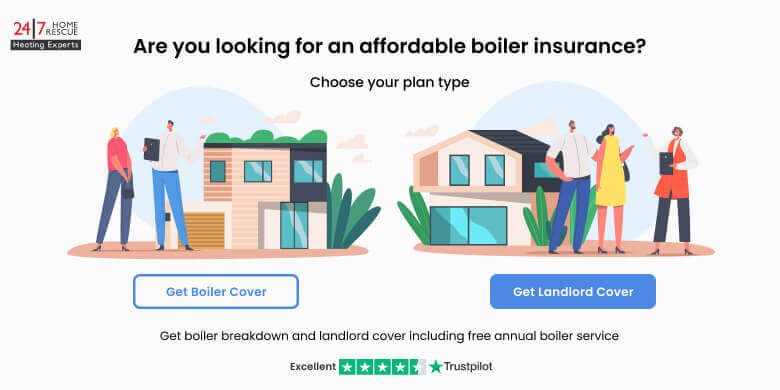 24|7 HOME RESCUE
Heating Experts
Are you looking for an affordable boiler insurance?
Choose your plan type
Get Boiler Cover
Get Landlord Cover
Get boiler breakdown and landlord cover including free annual boiler service
Excellent Trustpilot